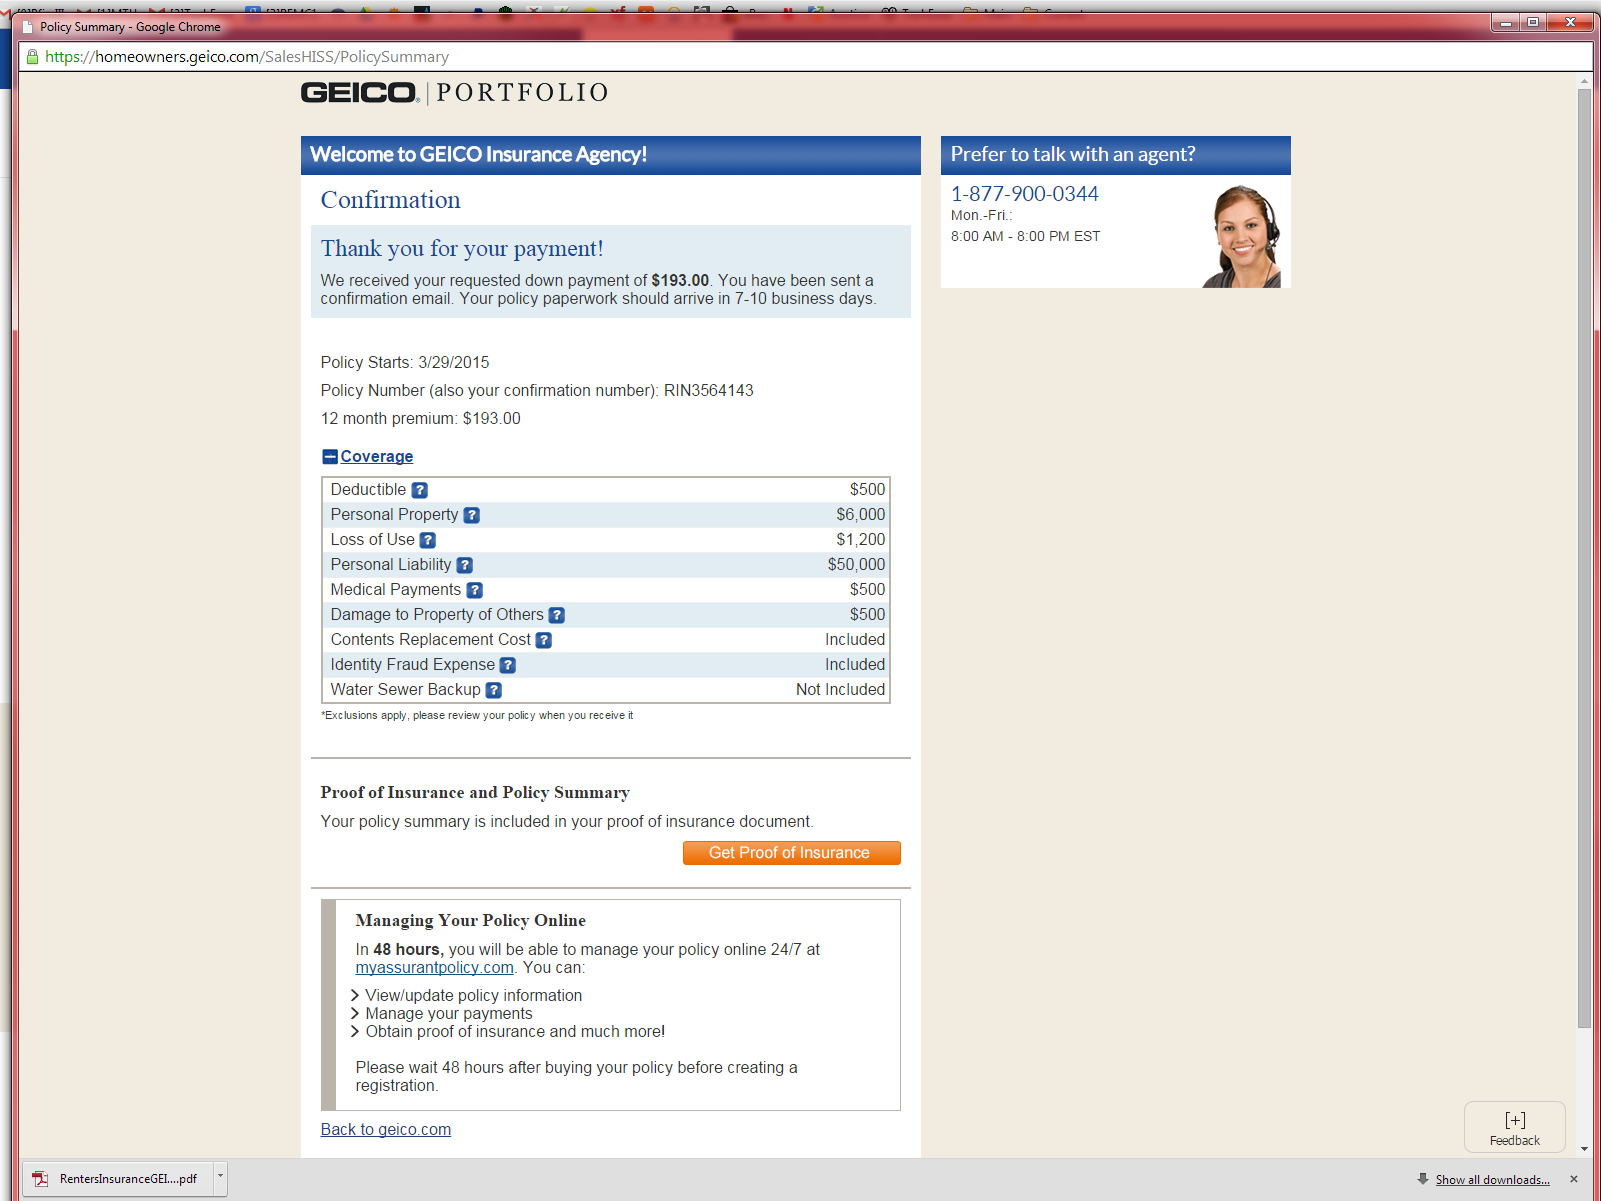 Policy Summary - Google Chrome
https://homeowners.geico.com/SalesHISS/PolicySummary
GEICO. | PORTFOLIO
Welcome to GEICO Insurance Agency!
Confirmation
Thank you for your payment!
We received your requested down payment of $193.00. You have been sent a
confirmation email. Your policy paperwork should arrive in 7-10 business days.
Policy Starts: 3/29/2015
Policy Number (also your confirmation number): RIN3564143
12 month premium: $193.00
Coverage
Deductible ? $500
Personal Property ? $6,000
Loss of Use ? $1,200
Personal Liability ? $50,000
Medical Payments ? $500
Damage to Property of Others ? $500
Contents Replacement Cost ? Included
Identity Fraud Expense ? Included
Water Sewer Backup ? Not Included
*Exclusions apply, please review your policy when you receive it
Proof of Insurance and Policy Summary
Your policy summary is included in your proof of insurance document.
Get Proof of Insurance
Managing Your Policy Online
In 48 hours, you will be able to manage your policy online 24/7 at
myassurantpolicy.com. You can:
View/update policy information
Manage your payments
Obtain proof of insurance and much more!
Please wait 48 hours after buying your policy before creating a
registration.
Back to geico.com
Prefer to talk with an agent?
1-877-900-0344
Mon.-Fri.:
8:00 AM - 8:00 PM EST
[+]
Feedback
RentersInsuranceGEI....pdf
Show all downloads...